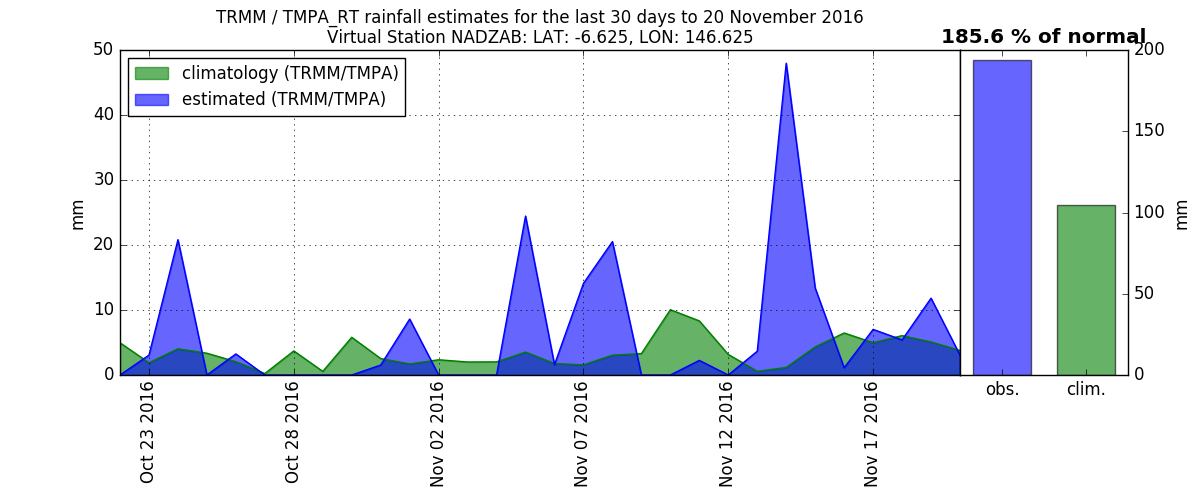 TRMM / TMPA_RT rainfall estimates for the last 30 days to 20 November 2016
Virtual Station NADZAB: LAT: -6.625, LON: 146.625
185.6 % of normal
climatology (TRMM/TMPA)
estimated (TRMM/TMPA)
mm
50
40
30
20
10
0
Oct 23 2016
Oct 28 2016
Nov 02 2016
Nov 07 2016
Nov 12 2016
Nov 17 2016
obs.
clim.
200
150
100
50
0
mm